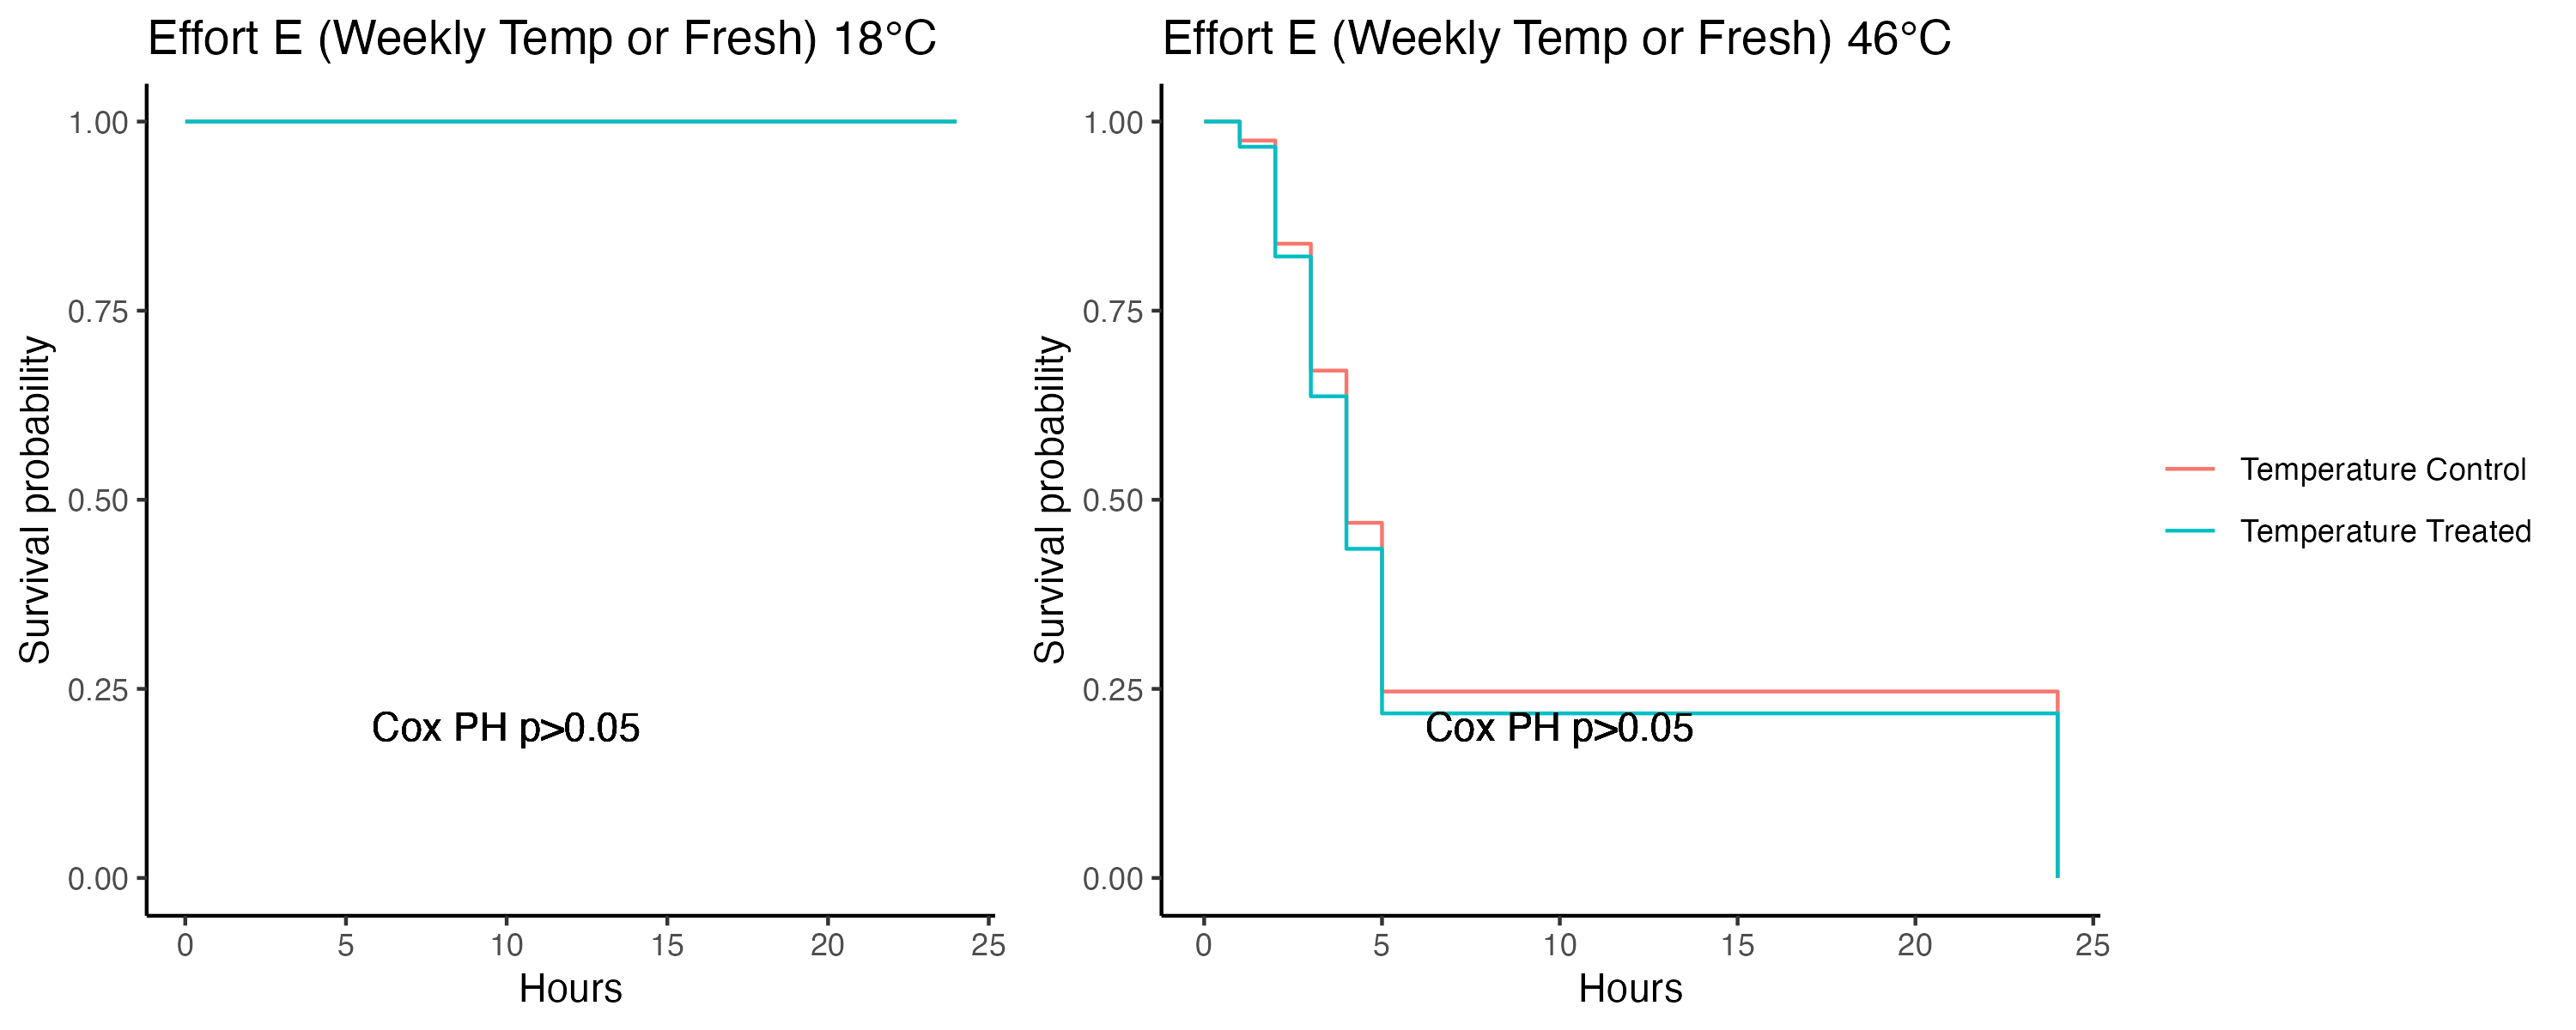 Effort E (Weekly Temp or Fresh) 18°C
Survival probability
1.00
0.75
0.50
0.25
0.00
Cox PH p>0.05
0 5 10 15 20 25
Hours
Effort E (Weekly Temp or Fresh) 46°C
Survival probability
1.00
0.75
0.50
0.25
0.00
Cox PH p>0.05
0 5 10 15 20 25
Hours
Temperature Control
Temperature Treated